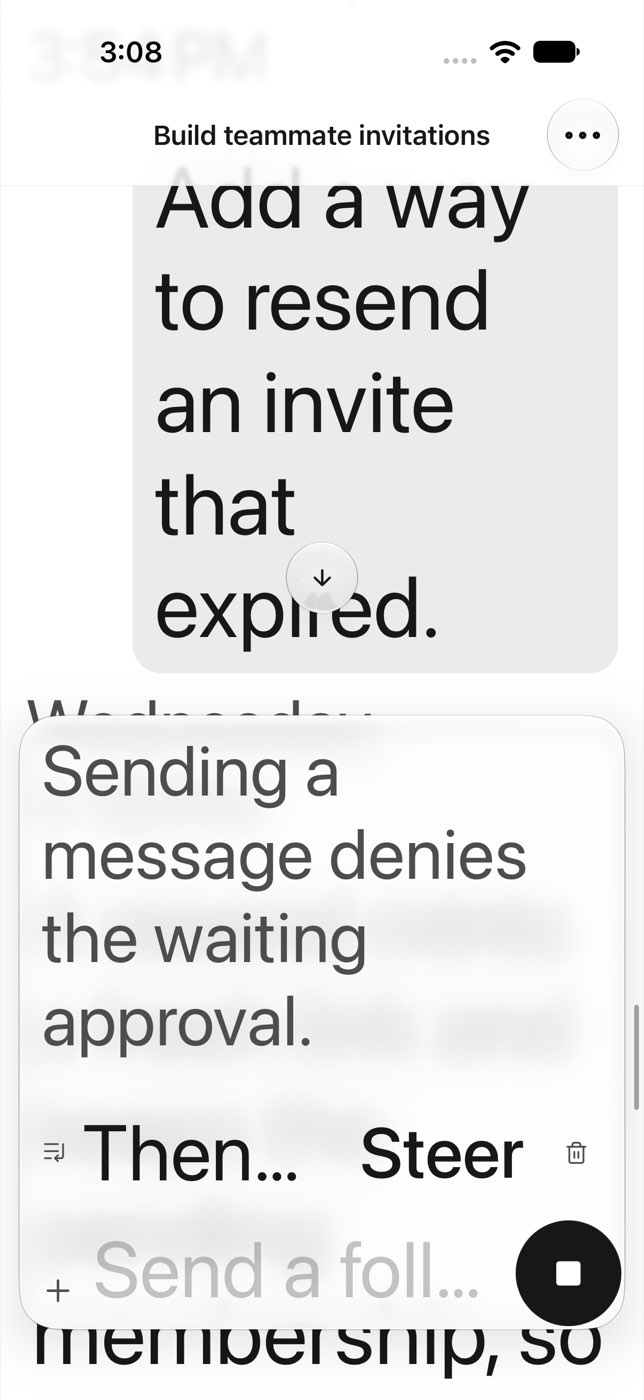 3:08
Build teammate invitations
Add a way
to resend
an invite
that
expired.
Wednesday
Sending a
message denies
the waiting
approval.
Then... Steer
Send a foll...
membership, so